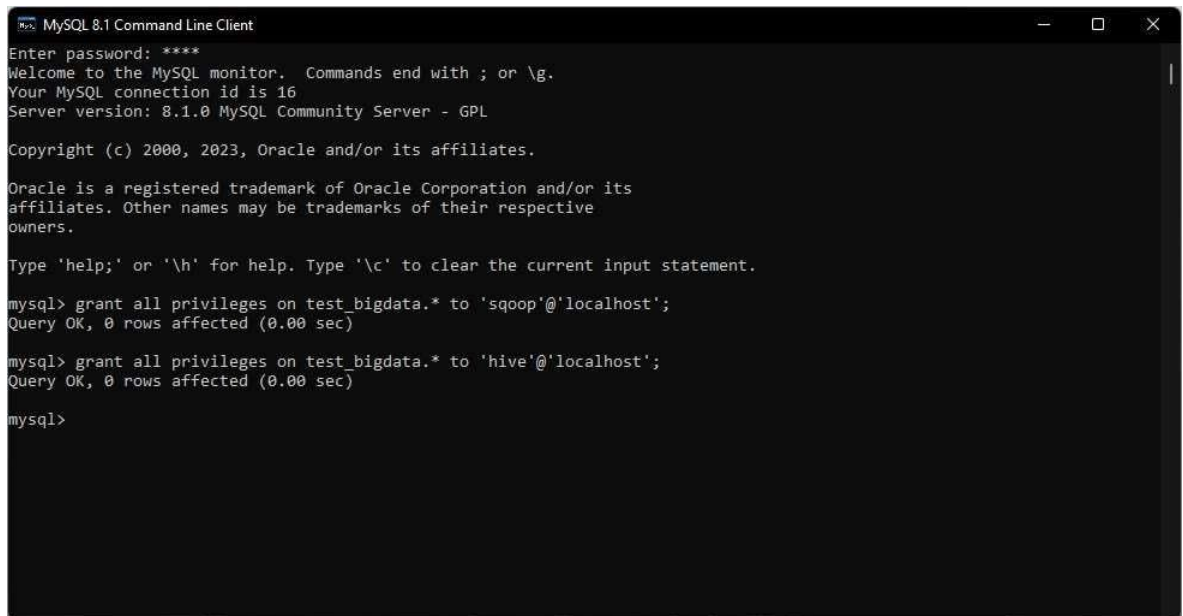 MySQL 8.1 Command Line Client
Enter password: ****
Welcome to the MySQL monitor.  Commands end with ; or \g.
Your MySQL connection id is 16
Server version: 8.1.0 MySQL Community Server - GPL
Copyright (c) 2000, 2023, Oracle and/or its affiliates.
Oracle is a registered trademark of Oracle Corporation and/or its
affiliates. Other names may be trademarks of their respective
owners.
Type 'help;' or '\h' for help. Type '\c' to clear the current input statement.
mysql> grant all privileges on test_bigdata.* to 'sqoop'@'localhost';
Query OK, 0 rows affected (0.00 sec)
mysql> grant all privileges on test_bigdata.* to 'hive'@'localhost';
Query OK, 0 rows affected (0.00 sec)
mysql>